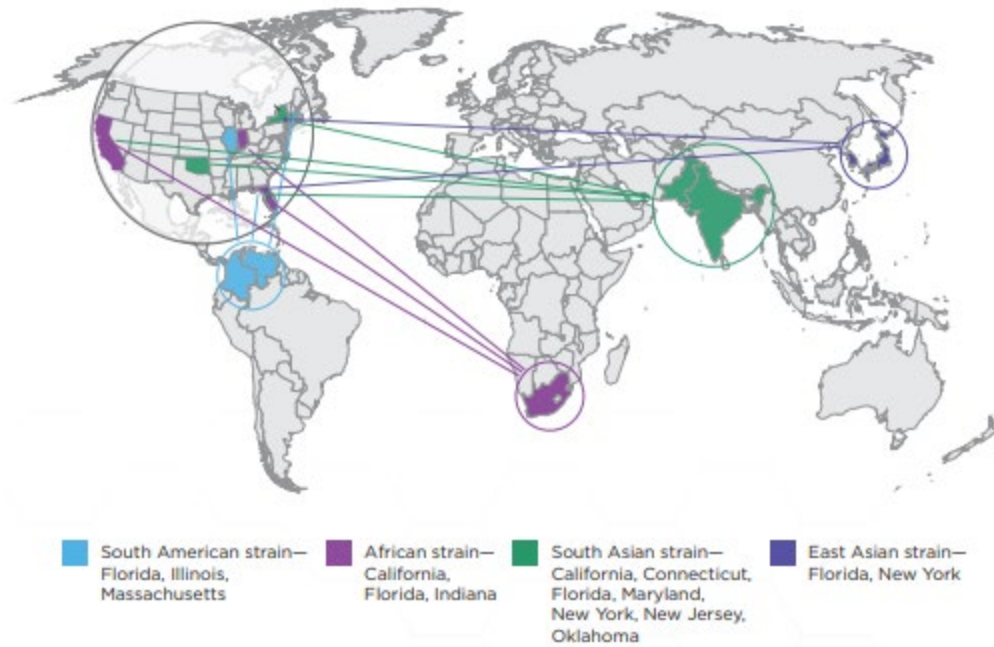 South American strain—
Florida, Illinois,
Massachusetts
African strain—
California,
Florida, Indiana
South Asian strain—
California, Connecticut,
Florida, Maryland,
New York, New Jersey,
Oklahoma
East Asian strain—
Florida, New York